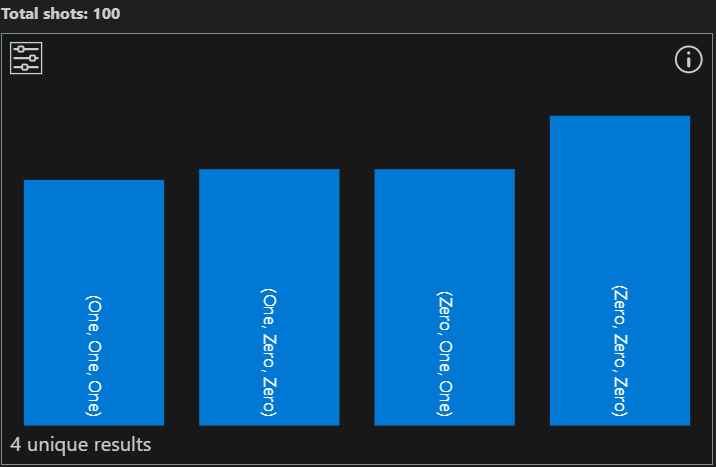 Total shots: 100
(One, One, One)
(One, Zero, Zero)
(Zero, One, One)
(Zero, Zero, Zero)
4 unique results